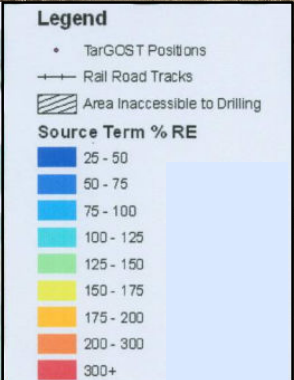 Legend
TarGOST Positions
Rail Road Tracks
Area Inaccessible to Drilling
Source Term % RE
25 - 50
50 - 75
75 - 100
100 - 125
125 - 150
150 - 175
175 - 200
200 - 300
300+